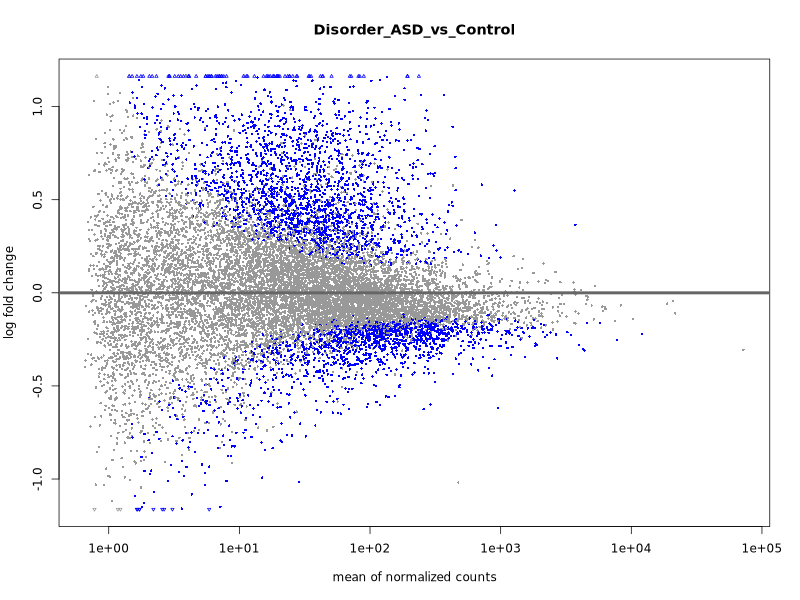 Disorder_ASD_vs_Control
log fold change
1.0
0.5
0.0
-0.5
-1.0
1e+00 1e+01 1e+02 1e+03 1e+04 1e+05
mean of normalized counts